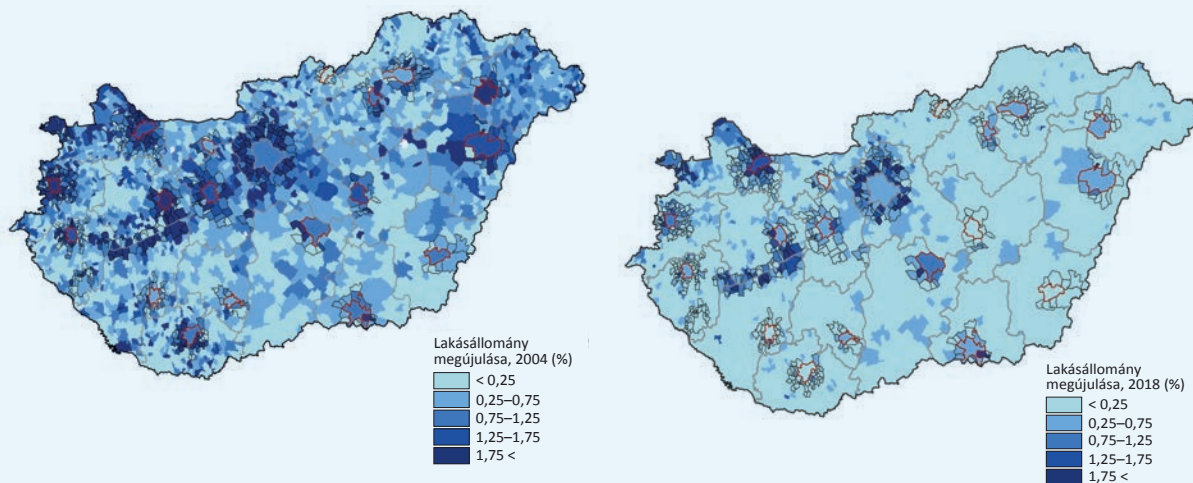 Lakásállomány
megújulása, 2004 (%)
< 0,25
0,25–0,75
0,75–1,25
1,25–1,75
1,75 <
Lakásállomány
megújulása, 2018 (%)
< 0,25
0,25–0,75
0,75–1,25
1,25–1,75
1,75 <